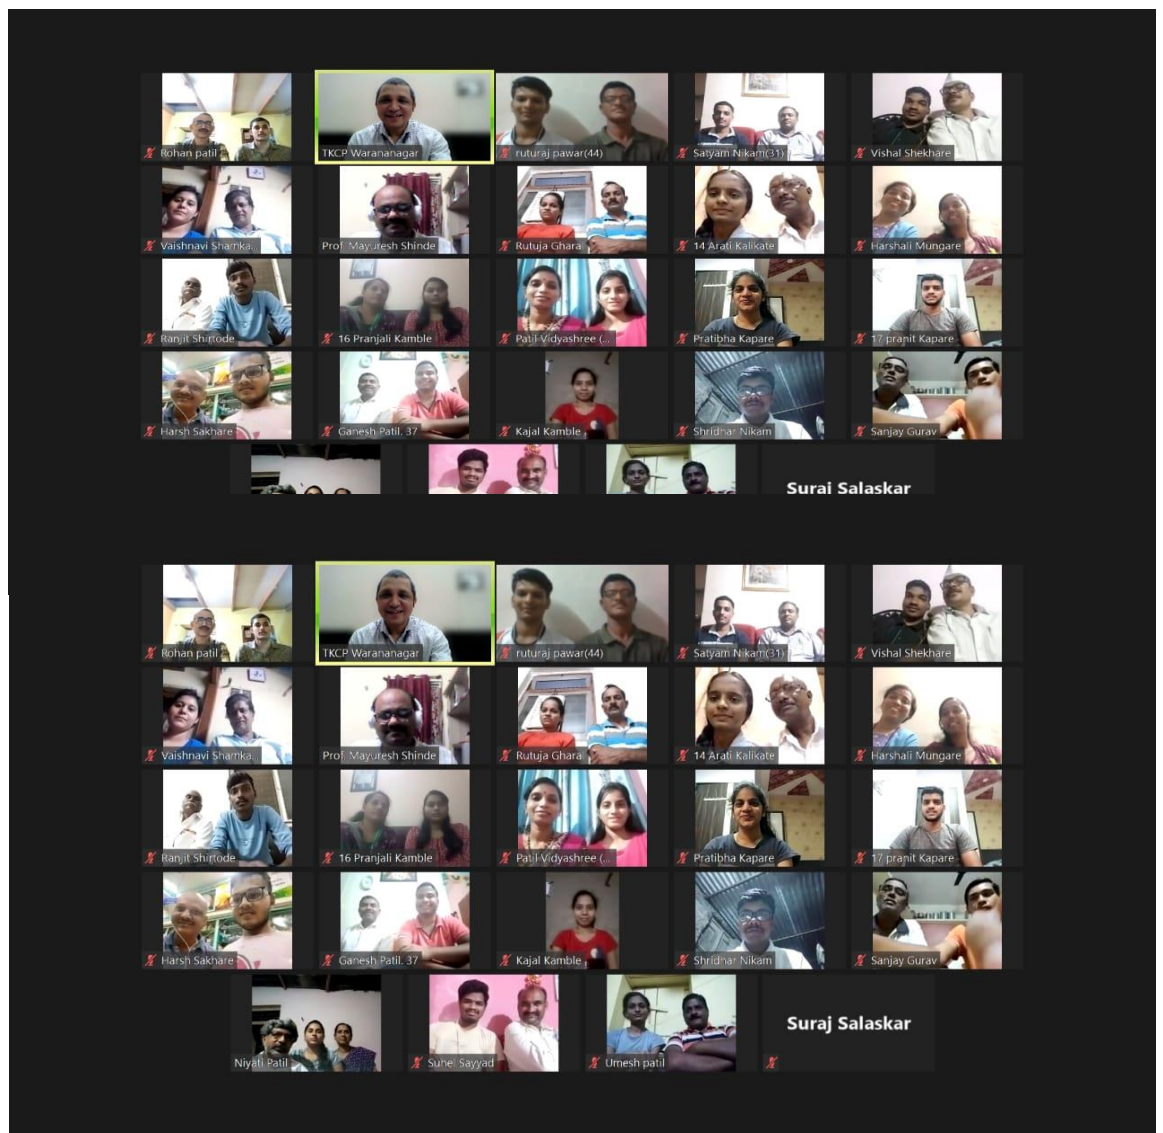 Rohan patil
TKCP Warananagar
ruturaj pawar(44)
Satyam Nikam(31)
Vishal Shekhare
Vaishnavi Shamka...
Prof. Mayuresh Shinde
Rutuja Gharal
14 Arati Kalikate
Harshali Mungare
Ranjit Shirtode
16 Pranjali Kamble
Patil Vidyashree (...
Pratibha Kapare
17 pranit Kapare
Harsh Sakhare
Ganesh Patil. 37
Kajal Kamble
Shridhar Nikam
Sanjay Gurav
Suraj Salaskar
Rohan patil
TKCP Warananagar
ruturaj pawar(44)
Satyam Nikam(31)
Vishal Shekhare
Vaishnavi Shamka...
Prof. Mayuresh Shinde
Rutuja Gharal
14 Arati Kalikate
Harshali Mungare
Ranjit Shirtode
16 Pranjali Kamble
Patil Vidyashree (...
Pratibha Kapare
17 pranit Kapare
Harsh Sakhare
Ganesh Patil. 37
Kajal Kamble
Shridhar Nikam
Sanjay Gurav
Niyati Patil
Suhel Sayyad
Umesh patil
Suraj Salaskar